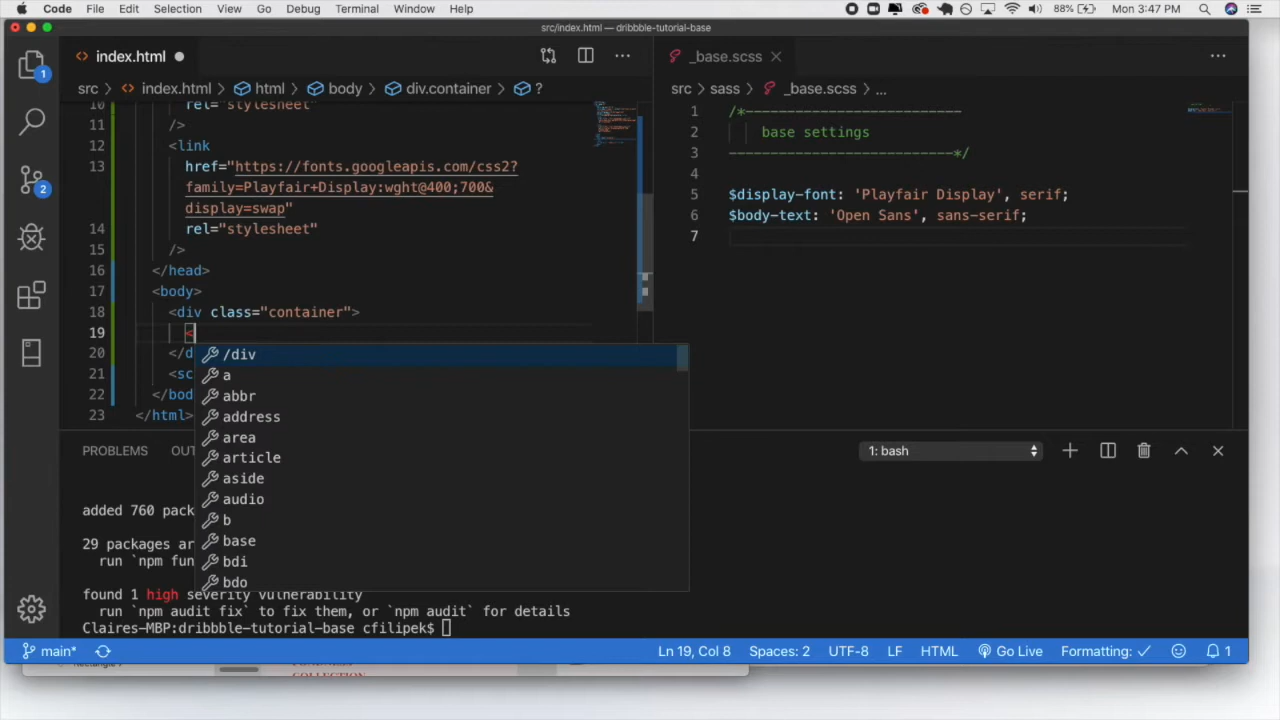 Code File Edit Selection View Go Debug Terminal Window Help 88% Mon 3:47 PM
src/index.html — dribbble-tutorial-base
index.html
src > index.html > html > body > div.container > ?
10 rel="stylesheet"
11 />
12 <link
13 href="https://fonts.googleapis.com/css2?
family=Playfair+Display:wght@400;700&
display=swap"
14 rel="stylesheet"
15 />
16 </head>
17 <body>
18 <div class="container">
19 <
20 </d
21 <sc
22 </bod
23 </html>
/div
a
abbr
address
area
article
aside
audio
b
base
bdi
bdo
_base.scss
src > sass > _base.scss > ...
1 /*--------------------------
2 base settings
3 ---------------------------*/
4
5 $display-font: 'Playfair Display', serif;
6 $body-text: 'Open Sans', sans-serif;
7
PROBLEMS OUT 1: bash
added 760 pack
29 packages ar
run `npm fun
found 1 high severity vulnerability
run `npm audit fix` to fix them, or `npm audit` for details
Claires-MBP:dribbble-tutorial-base cfilipek$
main* Ln 19, Col 8 Spaces: 2 UTF-8 LF HTML Go Live Formatting: ✓ 1
1
2
COLLECTION